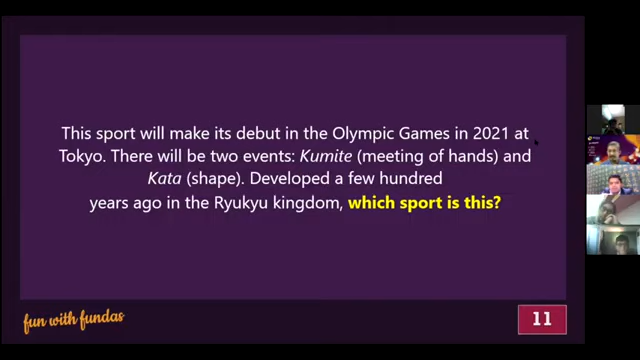 This sport will make its debut in the Olympic Games in 2021 at
Tokyo. There will be two events: Kumite (meeting of hands) and
Kata (shape). Developed a few hundred
years ago in the Ryukyu kingdom, which sport is this?
fun with fundas
11